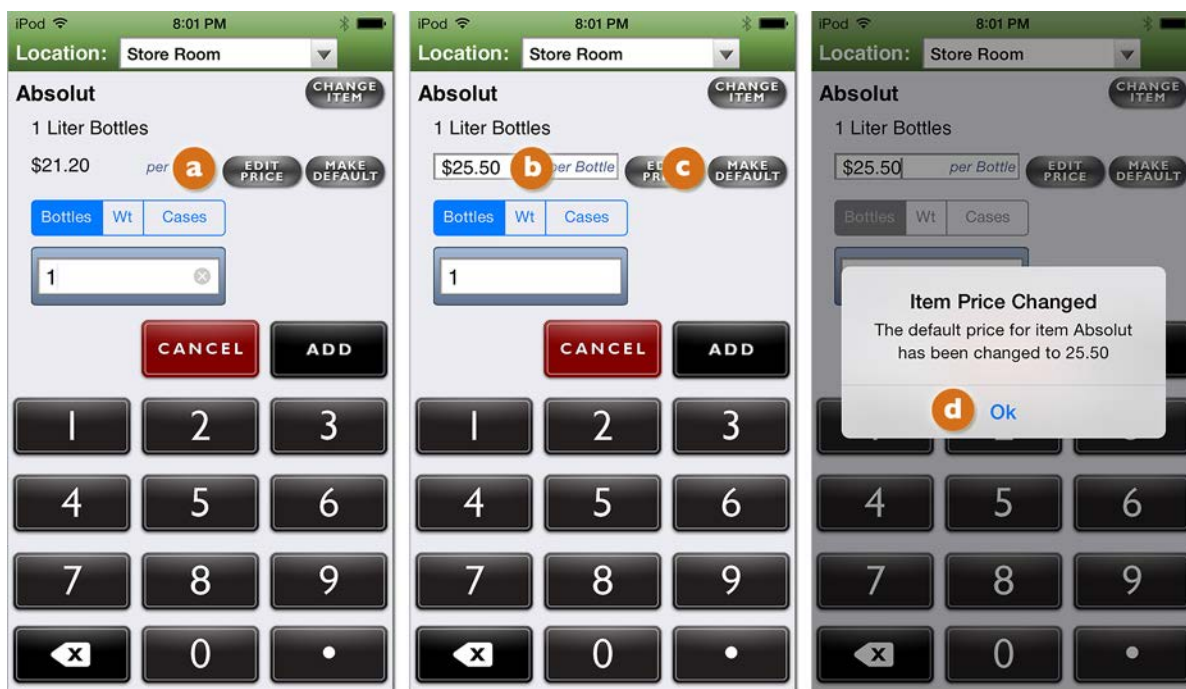 iPod 8:01 PM
Location: Store Room
Absolut CHANGE ITEM
1 Liter Bottles
$21.20 per a EDIT PRICE MAKE DEFAULT
Bottles Wt Cases
1
CANCEL ADD
1 2 3
4 5 6
7 8 9
X 0 .
iPod 8:01 PM
Location: Store Room
Absolut CHANGE ITEM
1 Liter Bottles
$25.50 b per Bottle c MAKE DEFAULT
Bottles Wt Cases
1
CANCEL ADD
1 2 3
4 5 6
7 8 9
X 0 .
iPod 8:01 PM
Location: Store Room
Absolut CHANGE ITEM
1 Liter Bottles
$25.50 per Bottle EDIT PRICE MAKE DEFAULT
Bottles Wt Cases
Item Price Changed
The default price for item Absolut
has been changed to 25.50
d Ok
4 5 6
7 8 9
X 0 .